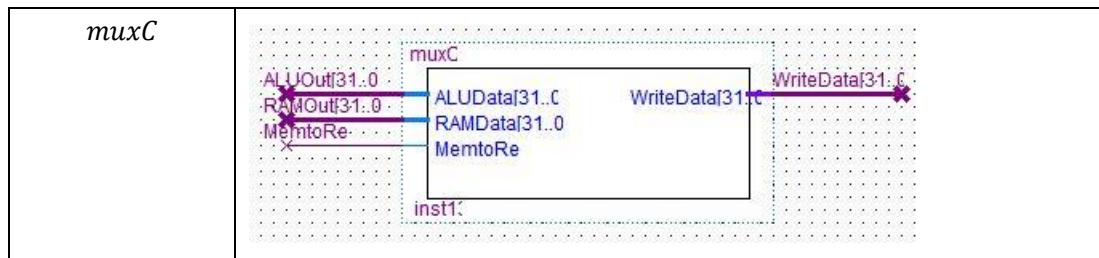 muxC
muxC
ALUOut[31..0
RAMOut[31..0
MemtoRe
ALUData[31..0
RAMData[31..0
MemtoRe
WriteData[31..0
WriteData[31..0
inst1